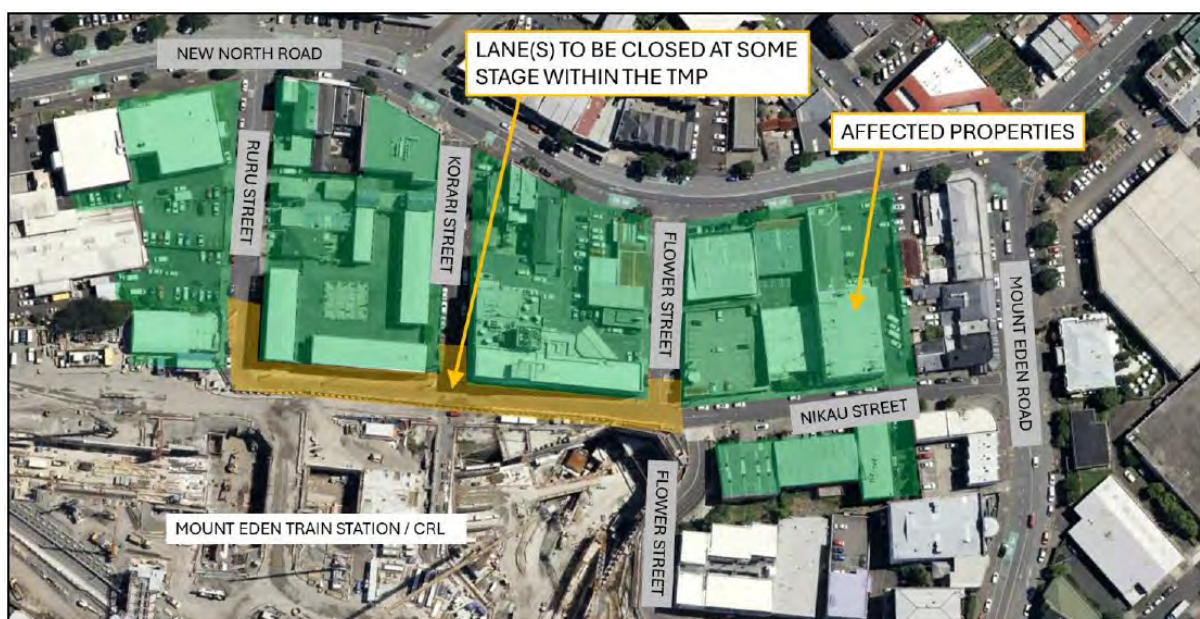 NEW NORTH ROAD
LANE(S) TO BE CLOSED AT SOME
STAGE WITHIN THE TMP
AFFECTED PROPERTIES
RURU STREET
KORARI STREET
FLOWER STREET
MOUNT EDEN ROAD
NIKAU STREET
FLOWER STREET
MOUNT EDEN TRAIN STATION / CRL